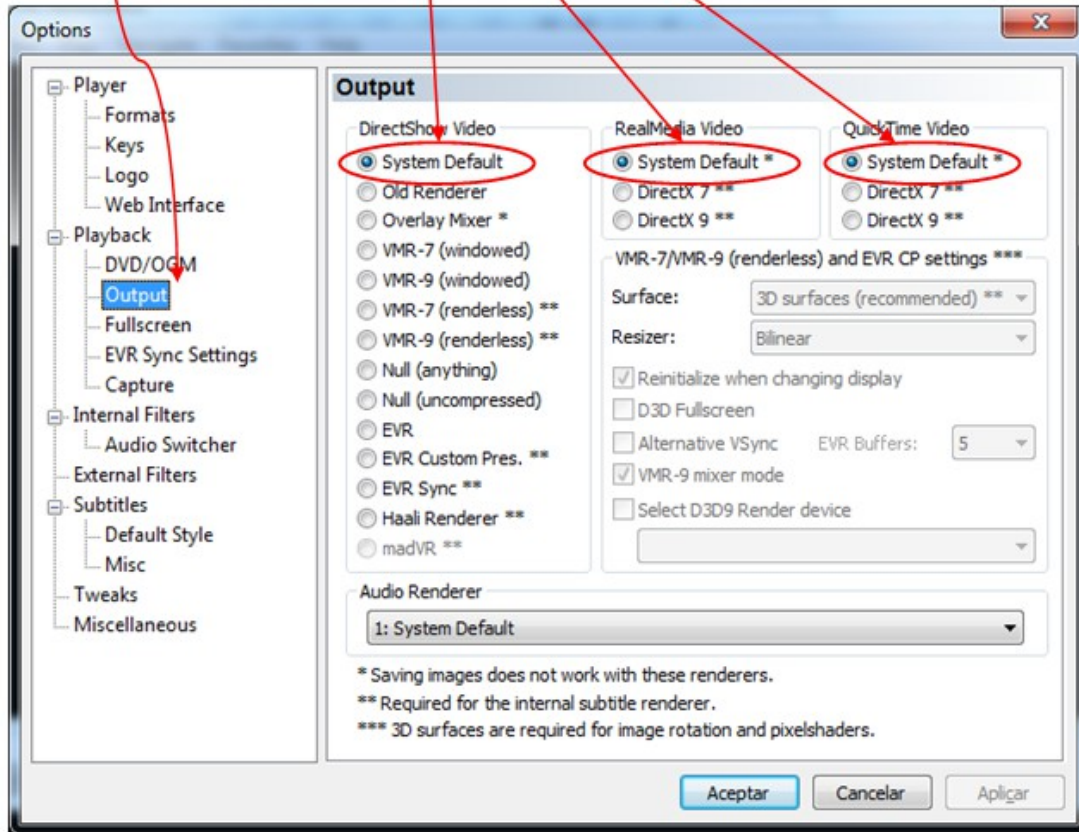 Options
Player
Formats
Keys
Logo
Web Interface
Playback
DVD/OGM
Output
Fullscreen
EVR Sync Settings
Capture
Internal Filters
Audio Switcher
External Filters
Subtitles
Default Style
Misc
Tweaks
Miscellaneous
Output
DirectShow Video
System Default
Old Renderer
Overlay Mixer *
VMR-7 (windowed)
VMR-9 (windowed)
VMR-7 (renderless) **
VMR-9 (renderless) **
Null (anything)
Null (uncompressed)
EVR
EVR Custom Pres. **
EVR Sync **
Haali Renderer **
madVR **
RealMedia Video
System Default *
DirectX 7 **
DirectX 9 **
QuickTime Video
System Default *
DirectX 7 **
DirectX 9 **
VMR-7/VMR-9 (renderless) and EVR CP settings ***
Surface: 3D surfaces (recommended) **
Resizer: Bilinear
Reinitialize when changing display
D3D Fullscreen
Alternative VSync EVR Buffers: 5
VMR-9 mixer mode
Select D3D9 Render device
Audio Renderer
1: System Default
* Saving images does not work with these renderers.
** Required for the internal subtitle renderer.
*** 3D surfaces are required for image rotation and pixelshaders.
Aceptar Cancelar Aplicar